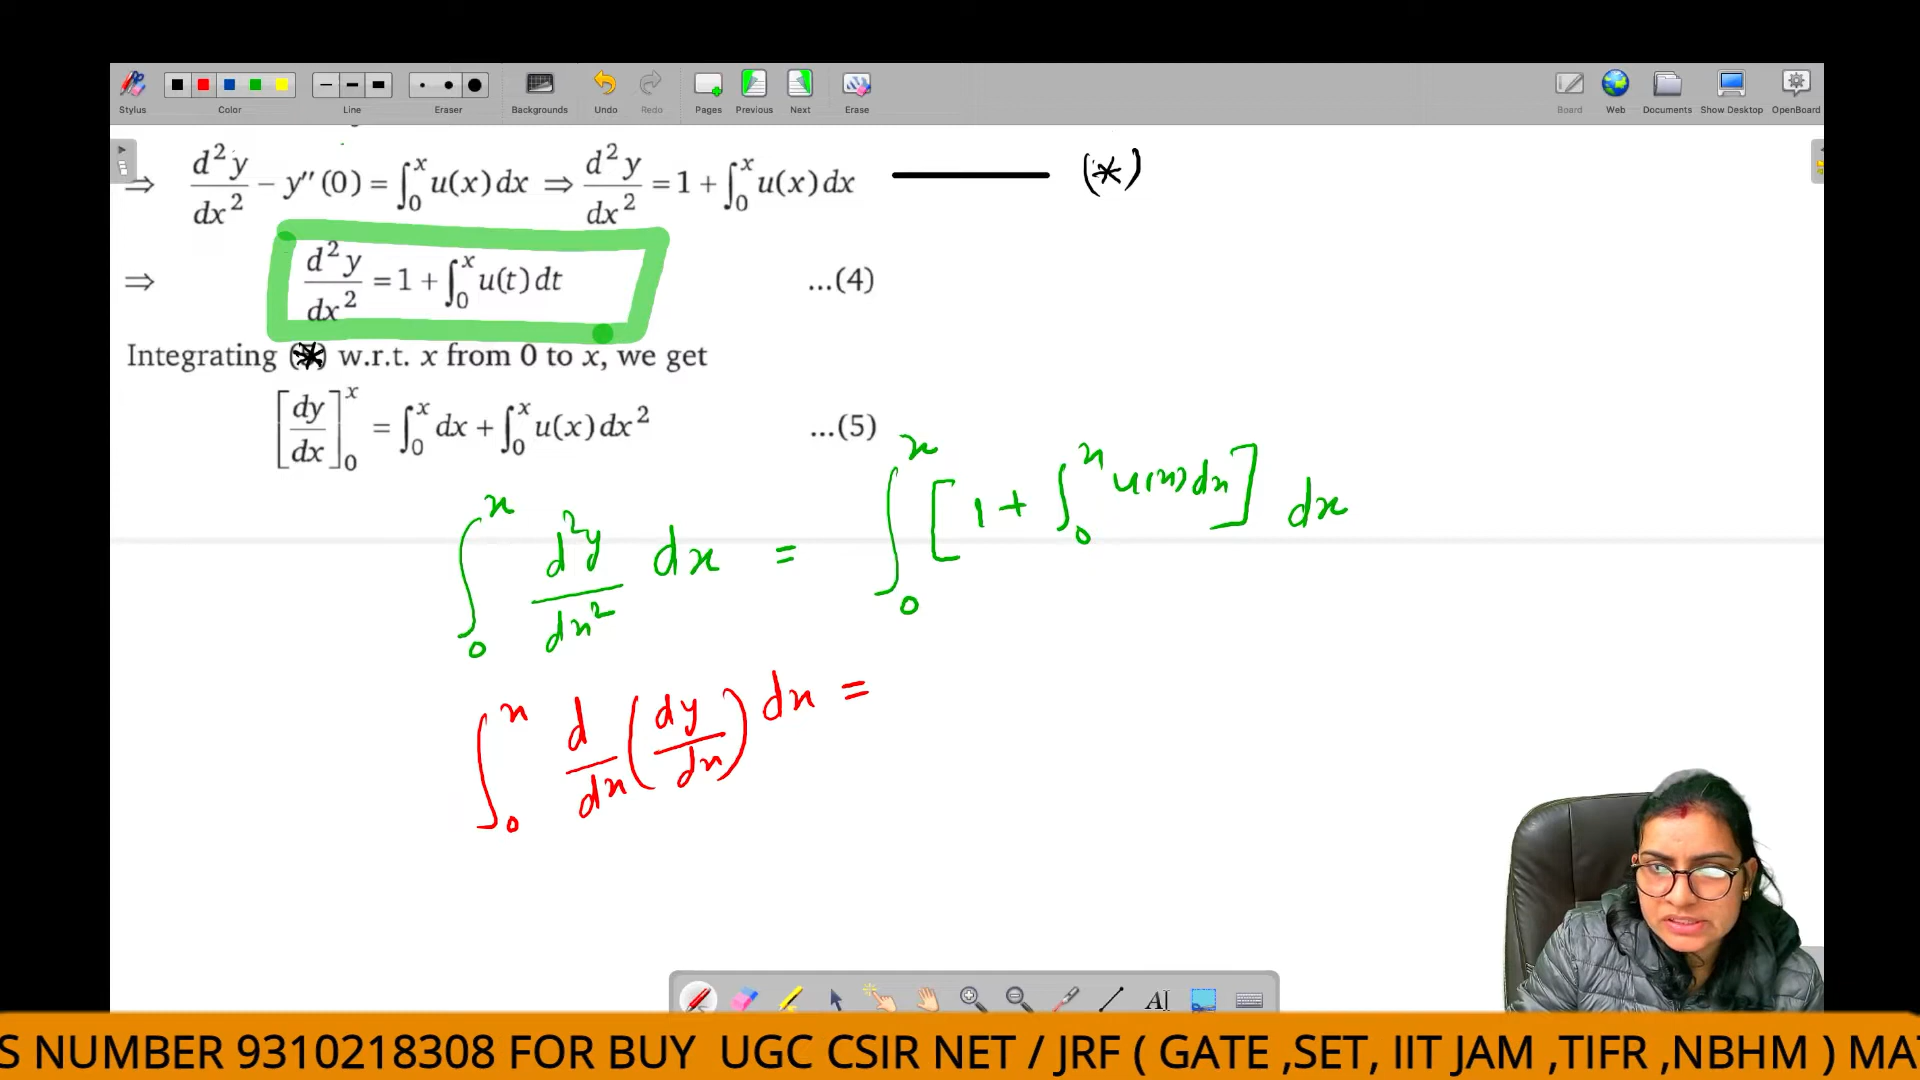 Stylus Color Line Eraser Backgrounds Undo Redo Pages Previous Next Erase Board Web Documents Show Desktop OpenBoard
⇒ d²y/dx² − y″(0) = ∫₀ˣ u(x) dx ⇒ d²y/dx² = 1 + ∫₀ˣ u(x) dx ——— (*)
⇒ d²y/dx² = 1 + ∫₀ˣ u(t) dt ...(4)
Integrating (*) w.r.t. x from 0 to x, we get
[dy/dx]₀ˣ = ∫₀ˣ dx + ∫₀ˣ u(x) dx² ...(5)
∫₀ˣ d²y/dx² dx = ∫₀ˣ [1 + ∫₀ˣ u(x) dx] dx
∫₀ˣ d/dx (dy/dx) dx =
S NUMBER 9310218308 FOR BUY UGC CSIR NET / JRF ( GATE ,SET, IIT JAM ,TIFR ,NBHM ) MA